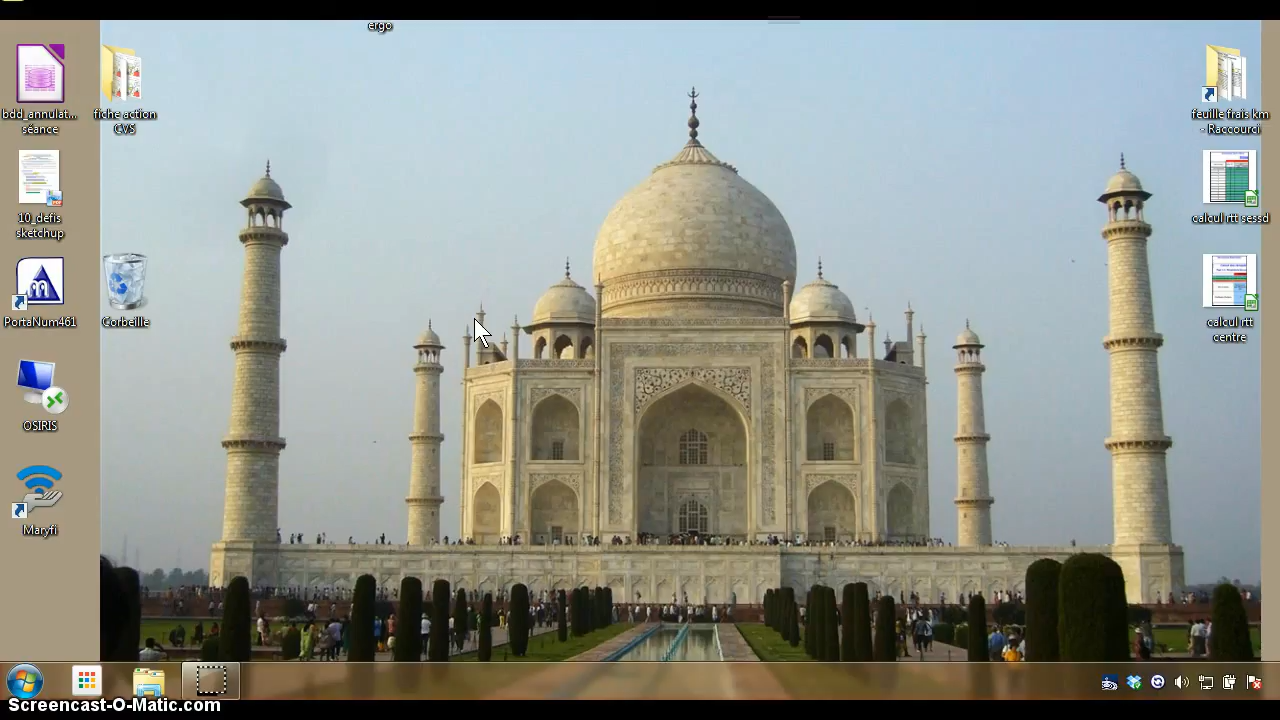 ergo
bdd_annulat...
séance
fiche action
CVS
10_defis
sketchup
PortaNum461
Corbeille
OSIRIS
Maryfi
feuille frais km
- Raccourci
calcul rtt sessd
calcul rtt
centre
Screencast-O-Matic.com